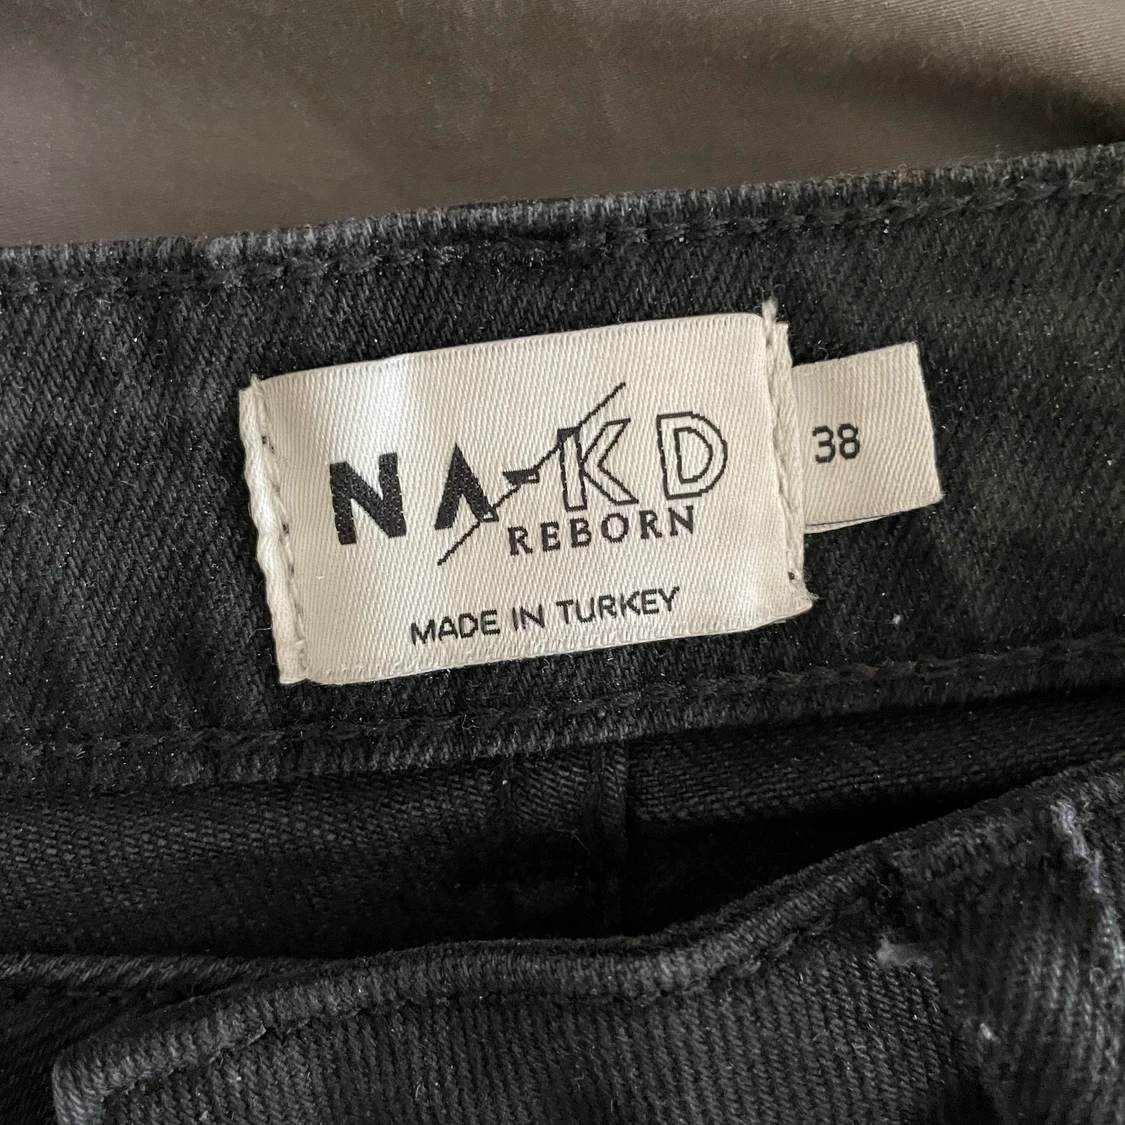 NA-KD
REBORN
MADE IN TURKEY
38